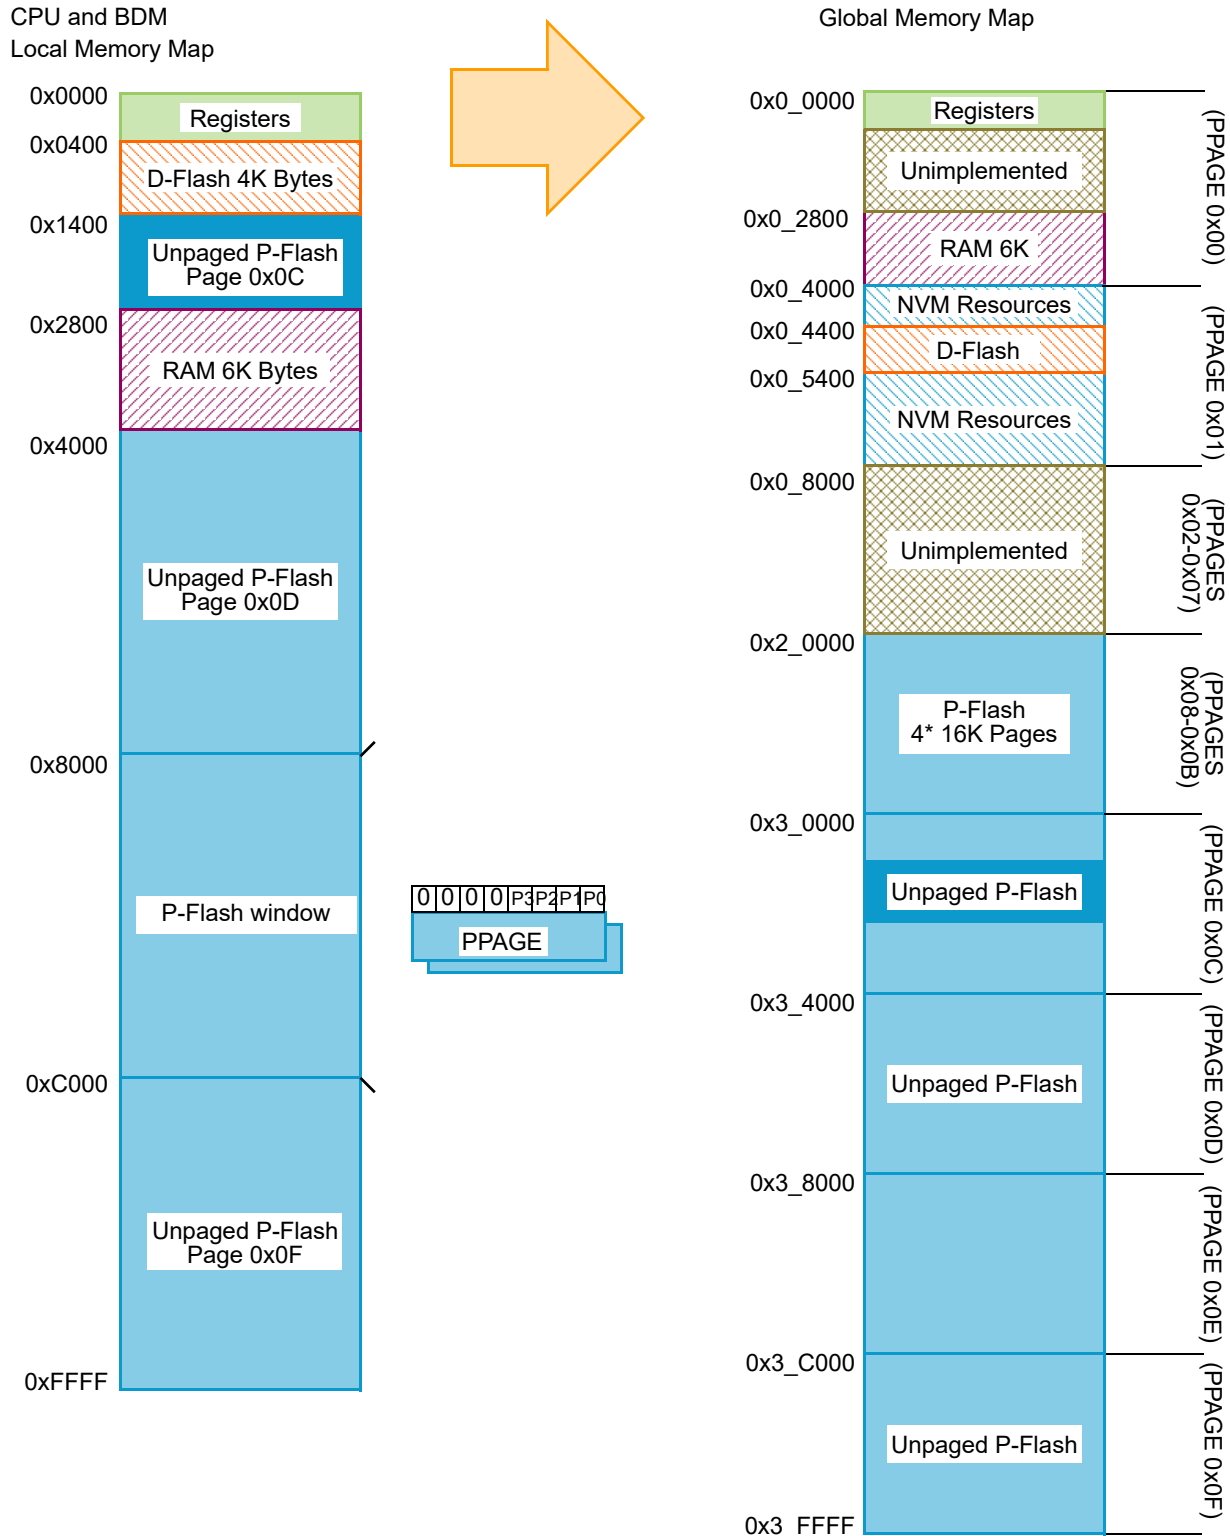 CPU and BDM
Local Memory Map
0x0000
Registers
0x0400
D-Flash 4K Bytes
0x1400
Unpaged P-Flash
Page 0x0C
0x2800
RAM 6K Bytes
0x4000
Unpaged P-Flash
Page 0x0D
0x8000
P-Flash window
0xC000
Unpaged P-Flash
Page 0x0F
0xFFFF
0 0 0 0 P3 P2 P1 P0
PPAGE
Global Memory Map
0x0_0000
Registers
Unimplemented
(PPAGE 0x00)
0x0_2800
RAM 6K
0x0_4000
NVM Resources
0x0_4400
D-Flash
(PPAGE 0x01)
0x0_5400
NVM Resources
0x0_8000
Unimplemented
(PPAGES
0x02-0x07)
0x2_0000
P-Flash
4* 16K Pages
(PPAGES
0x08-0x0B)
0x3_0000
Unpaged P-Flash
(PPAGE 0x0C)
0x3_4000
Unpaged P-Flash
(PPAGE 0x0D)
0x3_8000
(PPAGE 0x0E)
0x3_C000
Unpaged P-Flash
(PPAGE 0x0F)
0x3_FFFF